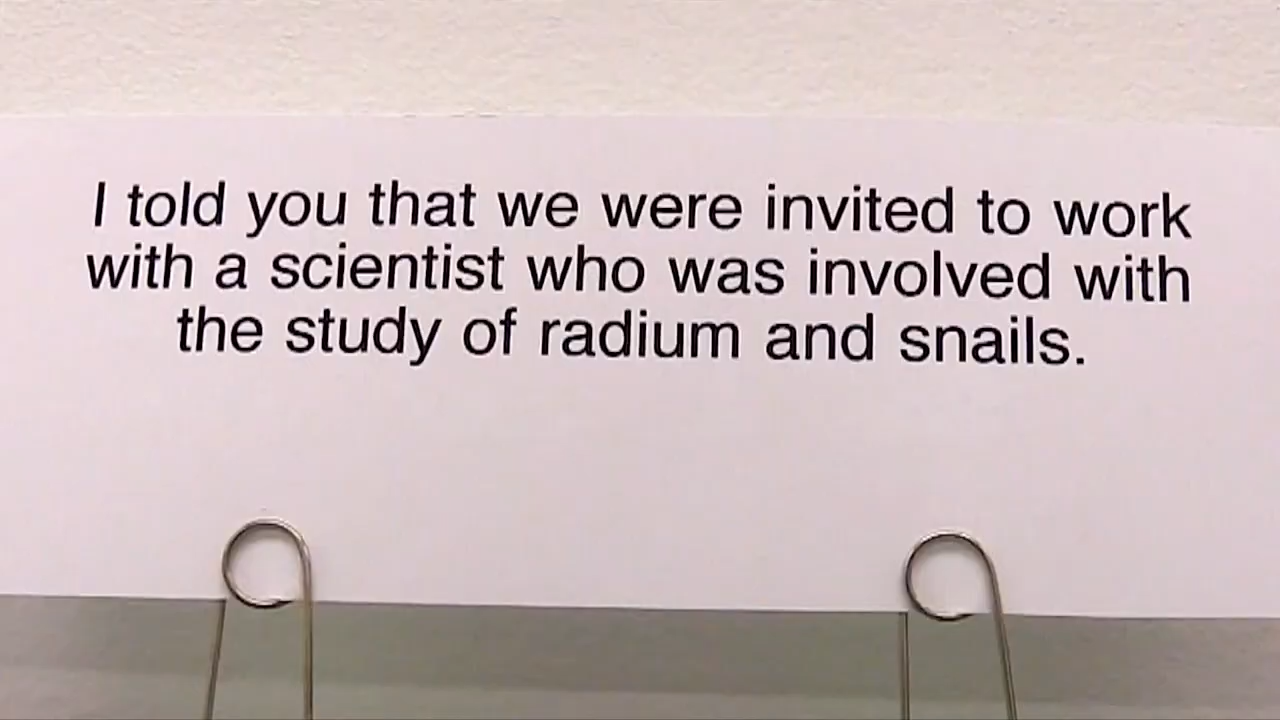 I told you that we were invited to work
with a scientist who was involved with
the study of radium and snails.